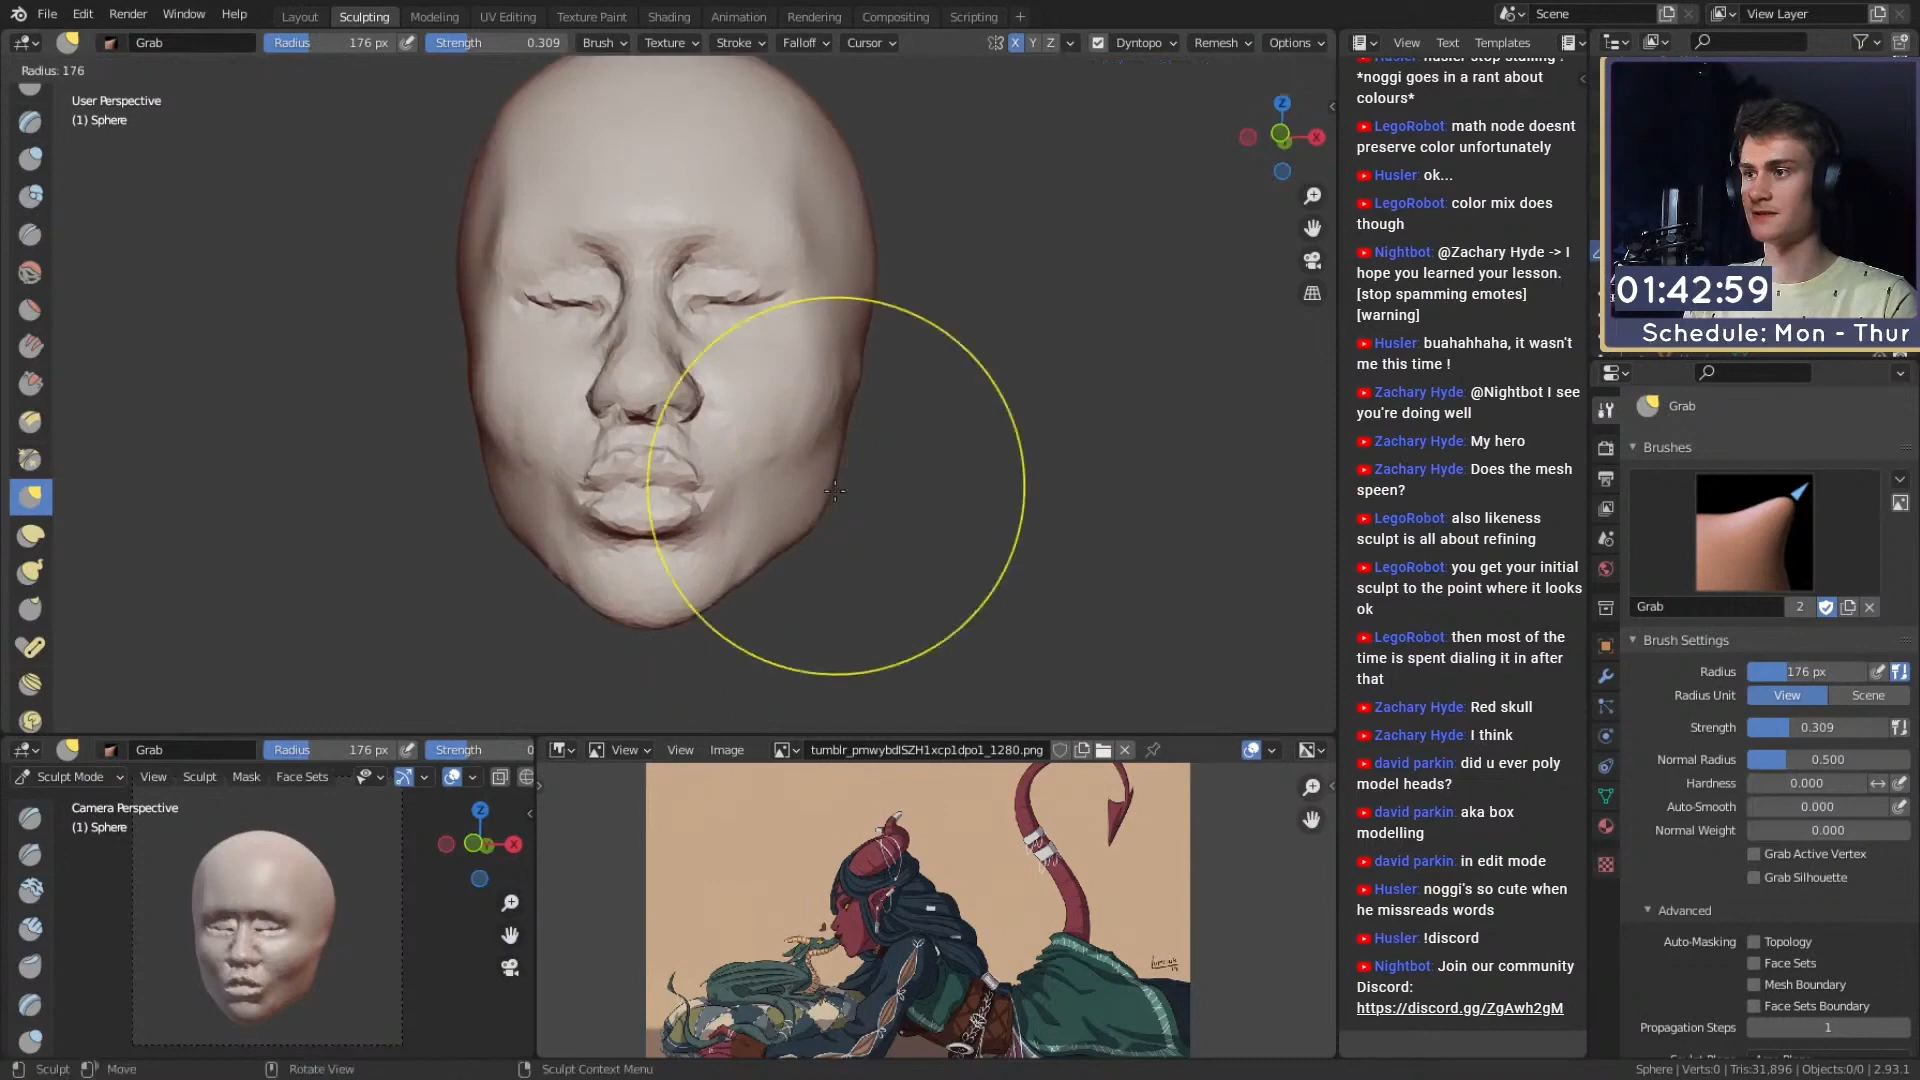 File Edit Render Window Help Layout Sculpting Modeling UV Editing Texture Paint Shading Animation Rendering Compositing Scripting + Scene View Layer
Grab Radius 176 px Strength 0.309 Brush Texture Stroke Falloff Cursor X Y Z Dyntopo Remesh Options View Text Templates
Radius: 176
User Perspective
(1) Sphere
Z
X
*noggi goes in a rant about
colours*
LegoRobot: math node doesnt
preserve color unfortunately
Husler: ok...
LegoRobot: color mix does
though
Nightbot: @Zachary Hyde -> I
hope you learned your lesson.
[stop spamming emotes]
[warning]
Husler: buahahhaha, it wasn't
me this time !
Zachary Hyde: @Nightbot I see
you're doing well
Zachary Hyde: My hero
Zachary Hyde: Does the mesh
speen?
LegoRobot: also likeness
sculpt is all about refining
LegoRobot: you get your initial
sculpt to the point where it looks
ok
LegoRobot: then most of the
time is spent dialing it in after
that
Zachary Hyde: Red skull
Zachary Hyde: I think
david parkin: did u ever poly
model heads?
david parkin: aka box
modelling
david parkin: in edit mode
Husler: noggi's so cute when
he missreads words
Husler: !discord
Nightbot: Join our community
Discord:
https://discord.gg/ZgAwh2gM
01:42:59
Schedule: Mon - Thur
Grab
Brushes
Grab 2
Brush Settings
Radius 176 px
Radius Unit View Scene
Strength 0.309
Normal Radius 0.500
Hardness 0.000
Auto-Smooth 0.000
Normal Weight 0.000
Grab Active Vertex
Grab Silhouette
Advanced
Auto-Masking Topology
Face Sets
Mesh Boundary
Face Sets Boundary
Propagation Steps 1
Grab Radius 176 px Strength 0
Sculpt Mode View Sculpt Mask Face Sets
Camera Perspective
(1) Sphere
Z
X
View View Image tumblr_pmwybdlSZH1xcp1dpo1_1280.png
Sculpt Move Rotate View Sculpt Context Menu Sphere | Verts:0 | Tris:31,896 | Objects:0/0 | 2.93.1